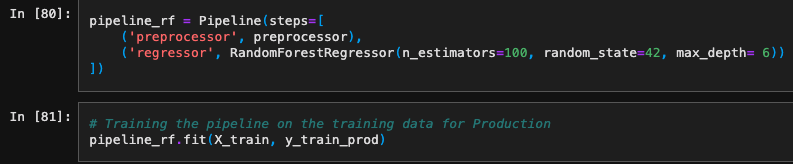 In [80]:
pipeline_rf = Pipeline(steps=[
    ('preprocessor', preprocessor),
    ('regressor', RandomForestRegressor(n_estimators=100, random_state=42, max_depth= 6))
])
In [81]:
# Training the pipeline on the training data for Production
pipeline_rf.fit(X_train, y_train_prod)